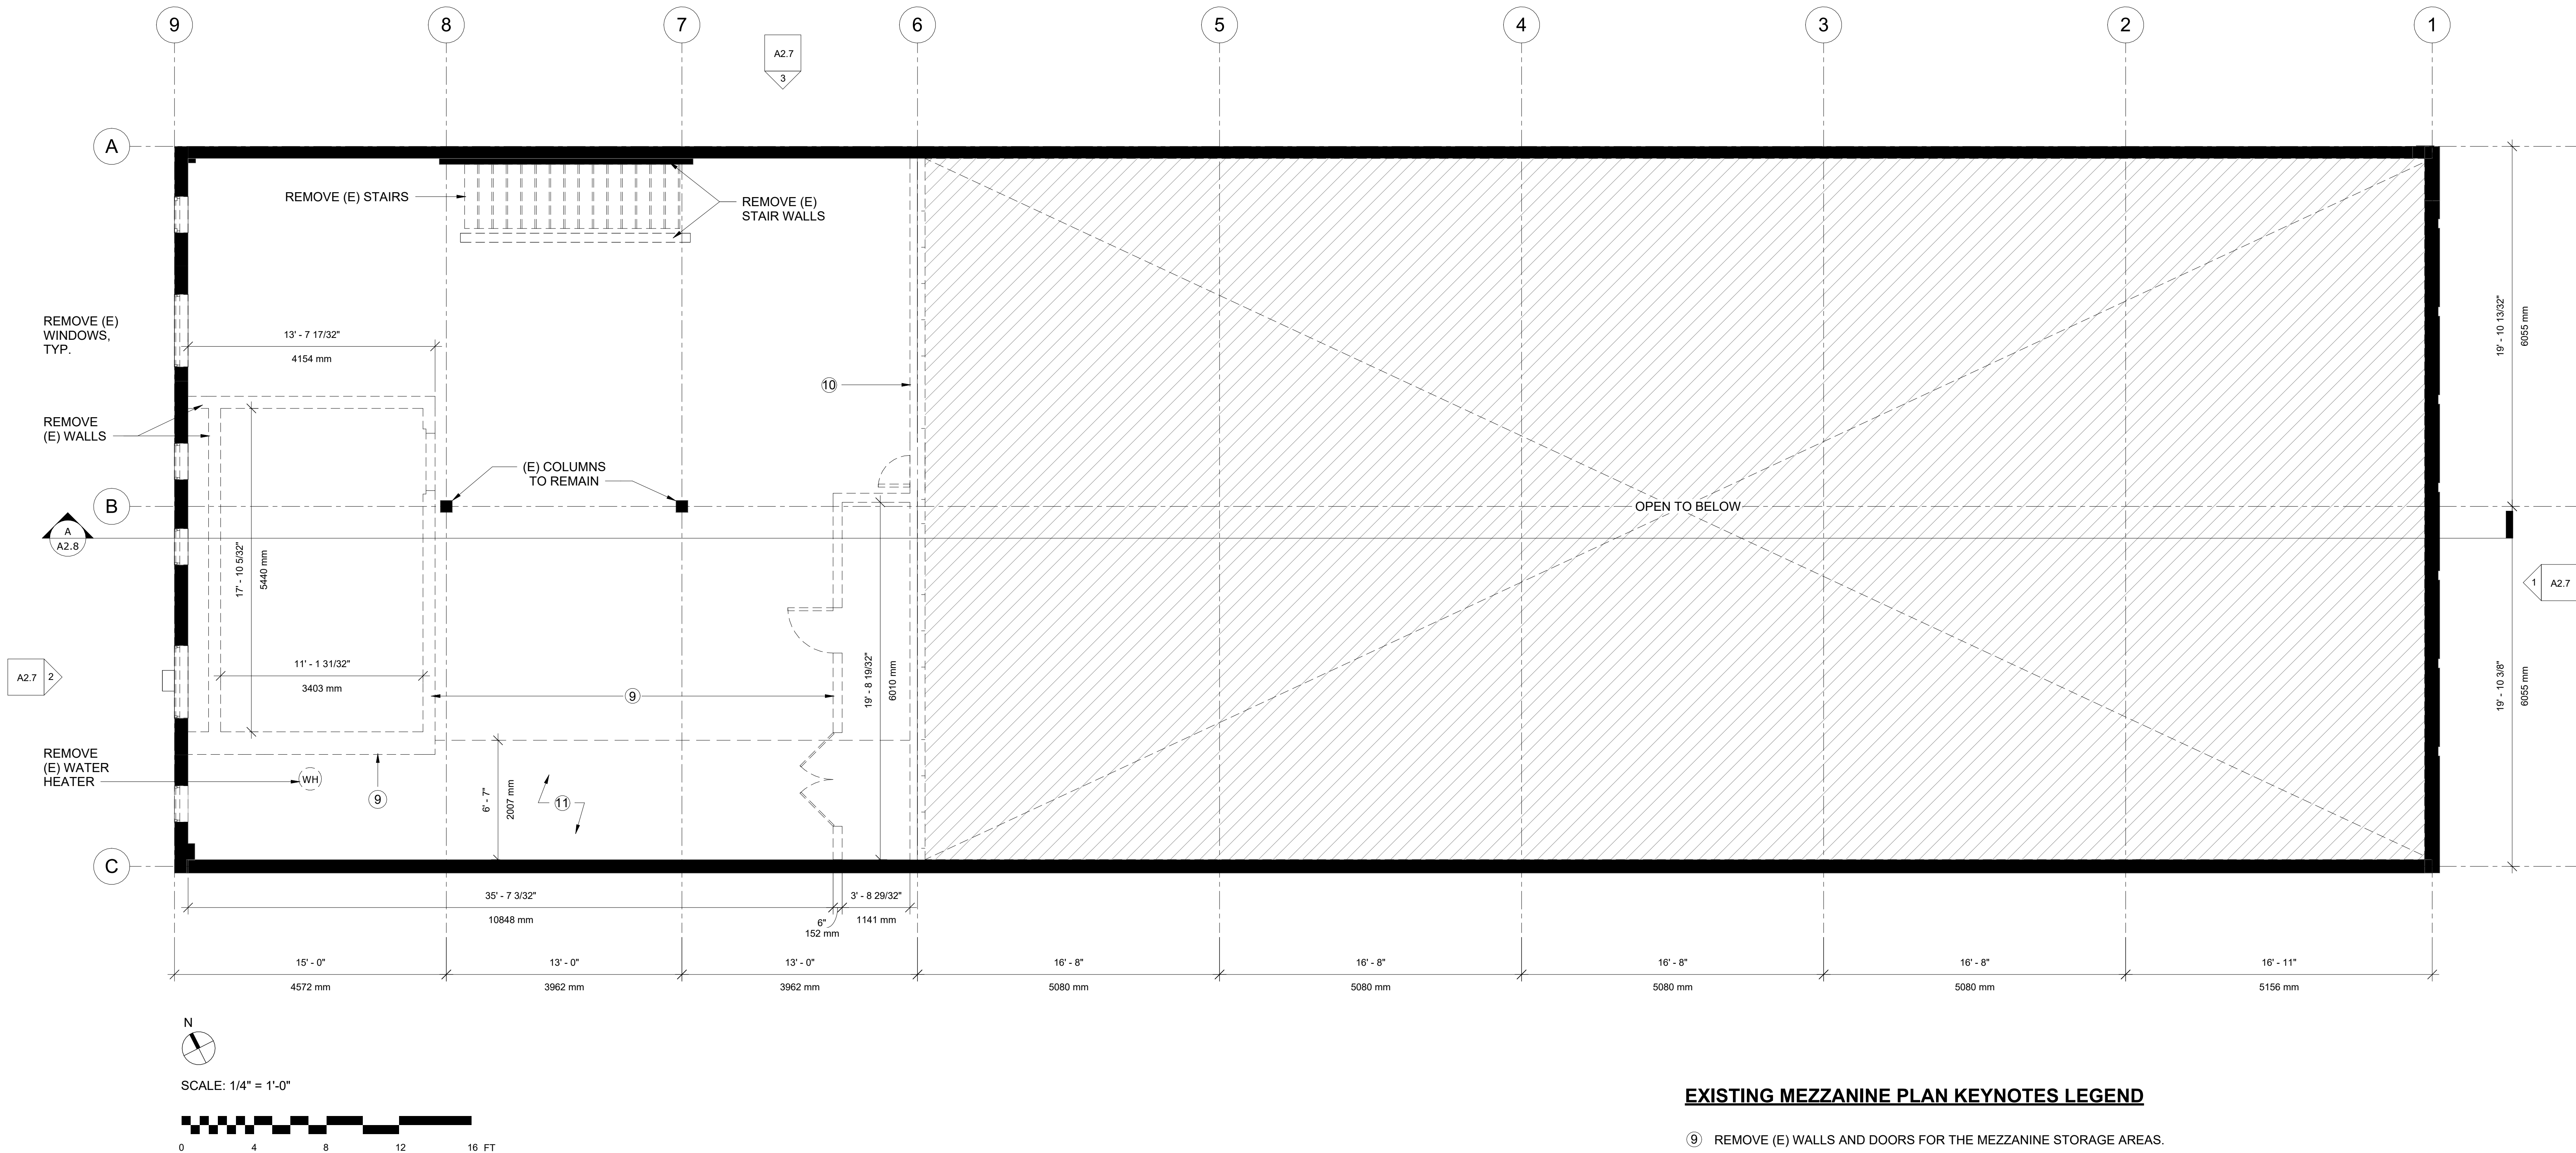 9 8 7 6 5 4 3 2 1
A2.7
3
A
REMOVE (E) STAIRS
REMOVE (E)
STAIR WALLS
REMOVE (E)
WINDOWS,
TYP.
13' - 7 17/32"
4154 mm
19' - 10 13/32"
6055 mm
10
REMOVE
(E) WALLS
(E) COLUMNS
TO REMAIN
B
OPEN TO BELOW
A
A2.8
17' - 10 5/32"
5440 mm
1 A2.7
11' - 1 31/32"
3403 mm
A2.7 2
9
19' - 8 19/32"
6010 mm
19' - 10 3/8"
6055 mm
REMOVE
(E) WATER
HEATER
WH
9
6' - 7"
2007 mm
11
C
35' - 7 3/32"
10848 mm
6"
152 mm
3' - 8 29/32"
1141 mm
15' - 0" 13' - 0" 13' - 0" 16' - 8" 16' - 8" 16' - 8" 16' - 8" 16' - 11"
4572 mm 3962 mm 3962 mm 5080 mm 5080 mm 5080 mm 5080 mm 5156 mm
N
SCALE: 1/4" = 1'-0"
0 4 8 12 16 FT
EXISTING MEZZANINE PLAN KEYNOTES LEGEND
9 REMOVE (E) WALLS AND DOORS FOR THE MEZZANINE STORAGE AREAS.